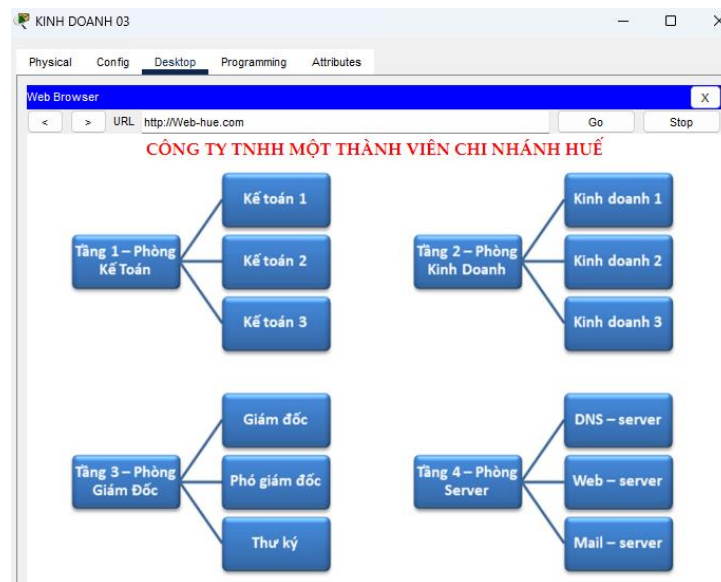 KINH DOANH 03
Physical Config Desktop Programming Attributes
Web Browser X
< > URL http://Web-hue.com Go Stop
CÔNG TY TNHH MỘT THÀNH VIÊN CHI NHÁNH HUẾ
Tầng 1 – Phòng
Kế Toán
Kế toán 1
Kế toán 2
Kế toán 3
Tầng 2 – Phòng
Kinh Doanh
Kinh doanh 1
Kinh doanh 2
Kinh doanh 3
Tầng 3 – Phòng
Giám Đốc
Giám đốc
Phó giám đốc
Thư ký
Tầng 4 – Phòng
Server
DNS – server
Web – server
Mail – server